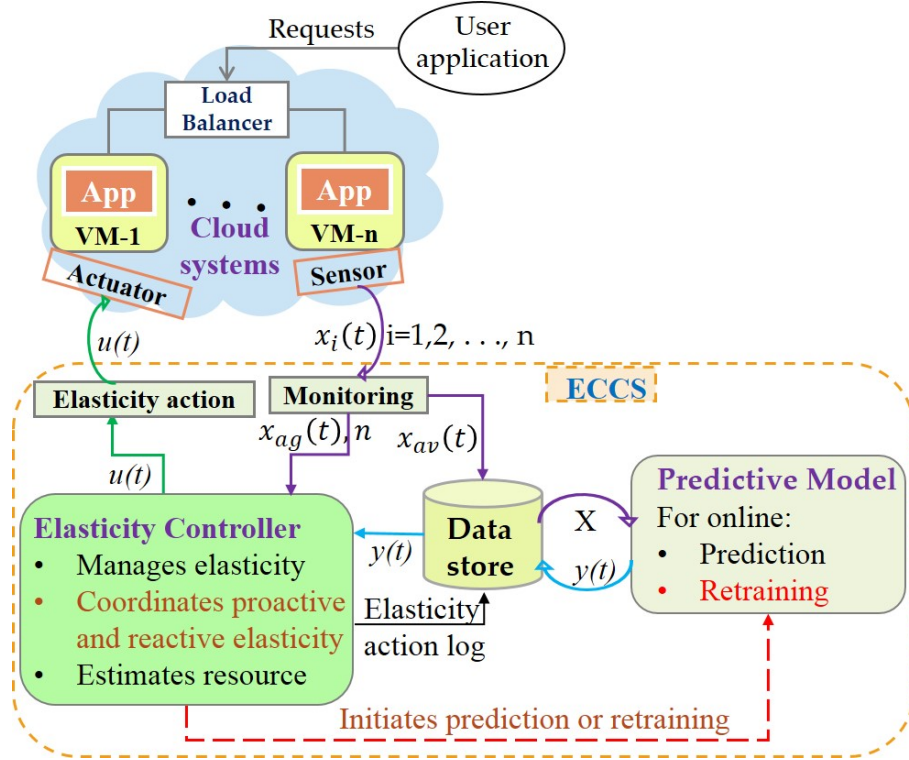 Requests
User
application
Load
Balancer
App
VM-1
. . .
App
VM-n
Cloud
systems
Actuator
Sensor
u(t)
x_i(t) i=1,2, . . ., n
ECCS
Elasticity action
Monitoring
x_ag(t), n
x_av(t)
u(t)
Elasticity Controller
• Manages elasticity
• Coordinates proactive
and reactive elasticity
• Estimates resource
y(t)
Data
store
Elasticity
action log
X
y(t)
Predictive Model
For online:
• Prediction
• Retraining
Initiates prediction or retraining